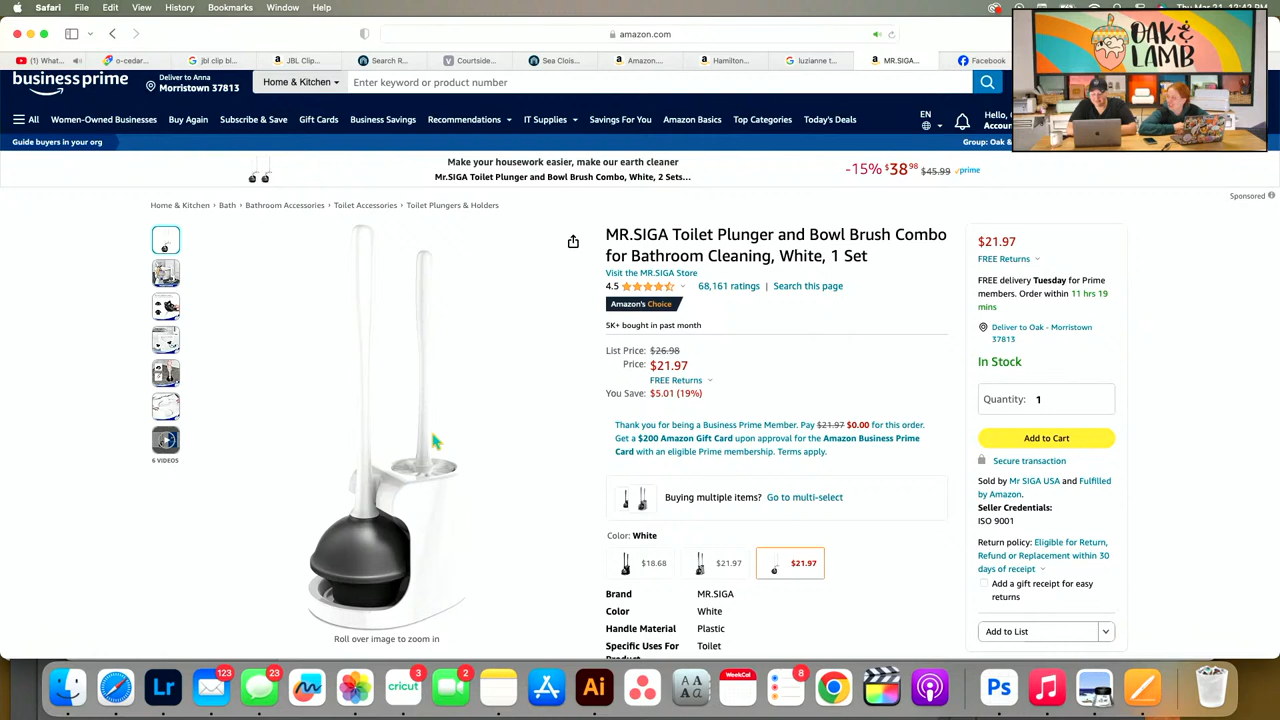 Safari File Edit View History Bookmarks Window Help
Thu Mar 21 12:42 PM
amazon.com
(1) What...
o-cedar...
jbl clip bl...
JBL Clip...
Search R...
Courtside...
Sea Clois...
Amazon....
Hamilton...
luzianne t...
MR.SIGA...
Facebook
OAK &
LAMB
business prime
Deliver to Anna
Morristown 37813
Home & Kitchen
Enter keyword or product number
All
Women-Owned Businesses
Buy Again
Subscribe & Save
Gift Cards
Business Savings
Recommendations
IT Supplies
Savings For You
Amazon Basics
Top Categories
Today's Deals
EN
Hello,
Accou
Guide buyers in your org
Group: Oak &
Make your housework easier, make our earth cleaner
Mr.SIGA Toilet Plunger and Bowl Brush Combo, White, 2 Sets...
-15% $38 98 $45.99 prime
Sponsored
Home & Kitchen › Bath › Bathroom Accessories › Toilet Accessories › Toilet Plungers & Holders
6 VIDEOS
Roll over image to zoom in
MR.SIGA Toilet Plunger and Bowl Brush Combo
for Bathroom Cleaning, White, 1 Set
Visit the MR.SIGA Store
4.5 68,161 ratings | Search this page
Amazon's Choice
5K+ bought in past month
List Price: $26.98
Price: $21.97
FREE Returns
You Save: $5.01 (19%)
Thank you for being a Business Prime Member. Pay $21.97 $0.00 for this order.
Get a $200 Amazon Gift Card upon approval for the Amazon Business Prime
Card with an eligible Prime membership. Terms apply.
Buying multiple items? Go to multi-select
Color: White
$18.68
$21.97
$21.97
Brand MR.SIGA
Color White
Handle Material Plastic
Specific Uses For Toilet
Product
$21.97
FREE Returns
FREE delivery Tuesday for Prime
members. Order within 11 hrs 19
mins
Deliver to Oak - Morristown
37813
In Stock
Quantity: 1
Add to Cart
Secure transaction
Sold by Mr SIGA USA and Fulfilled
by Amazon.
Seller Credentials:
ISO 9001
Return policy: Eligible for Return,
Refund or Replacement within 30
days of receipt
Add a gift receipt for easy
returns
Add to List
Lr
123
23
3
cricut
2
Ai
WeekCal
8
Ps